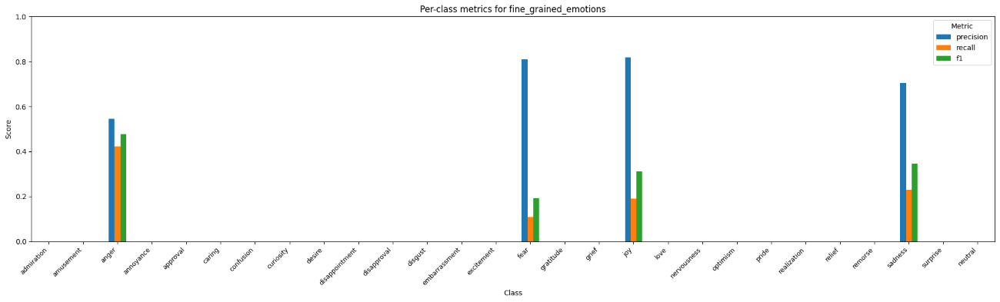 Per-class metrics for fine_grained_emotions
1.0
0.8
0.6
0.4
0.2
0.0
Score
Metric
precision
recall
f1
admiration
amusement
anger
annoyance
approval
caring
confusion
curiosity
desire
disappointment
disapproval
disgust
embarrassment
excitement
fear
gratitude
grief
joy
love
nervousness
optimism
pride
realization
relief
remorse
sadness
surprise
neutral
Class